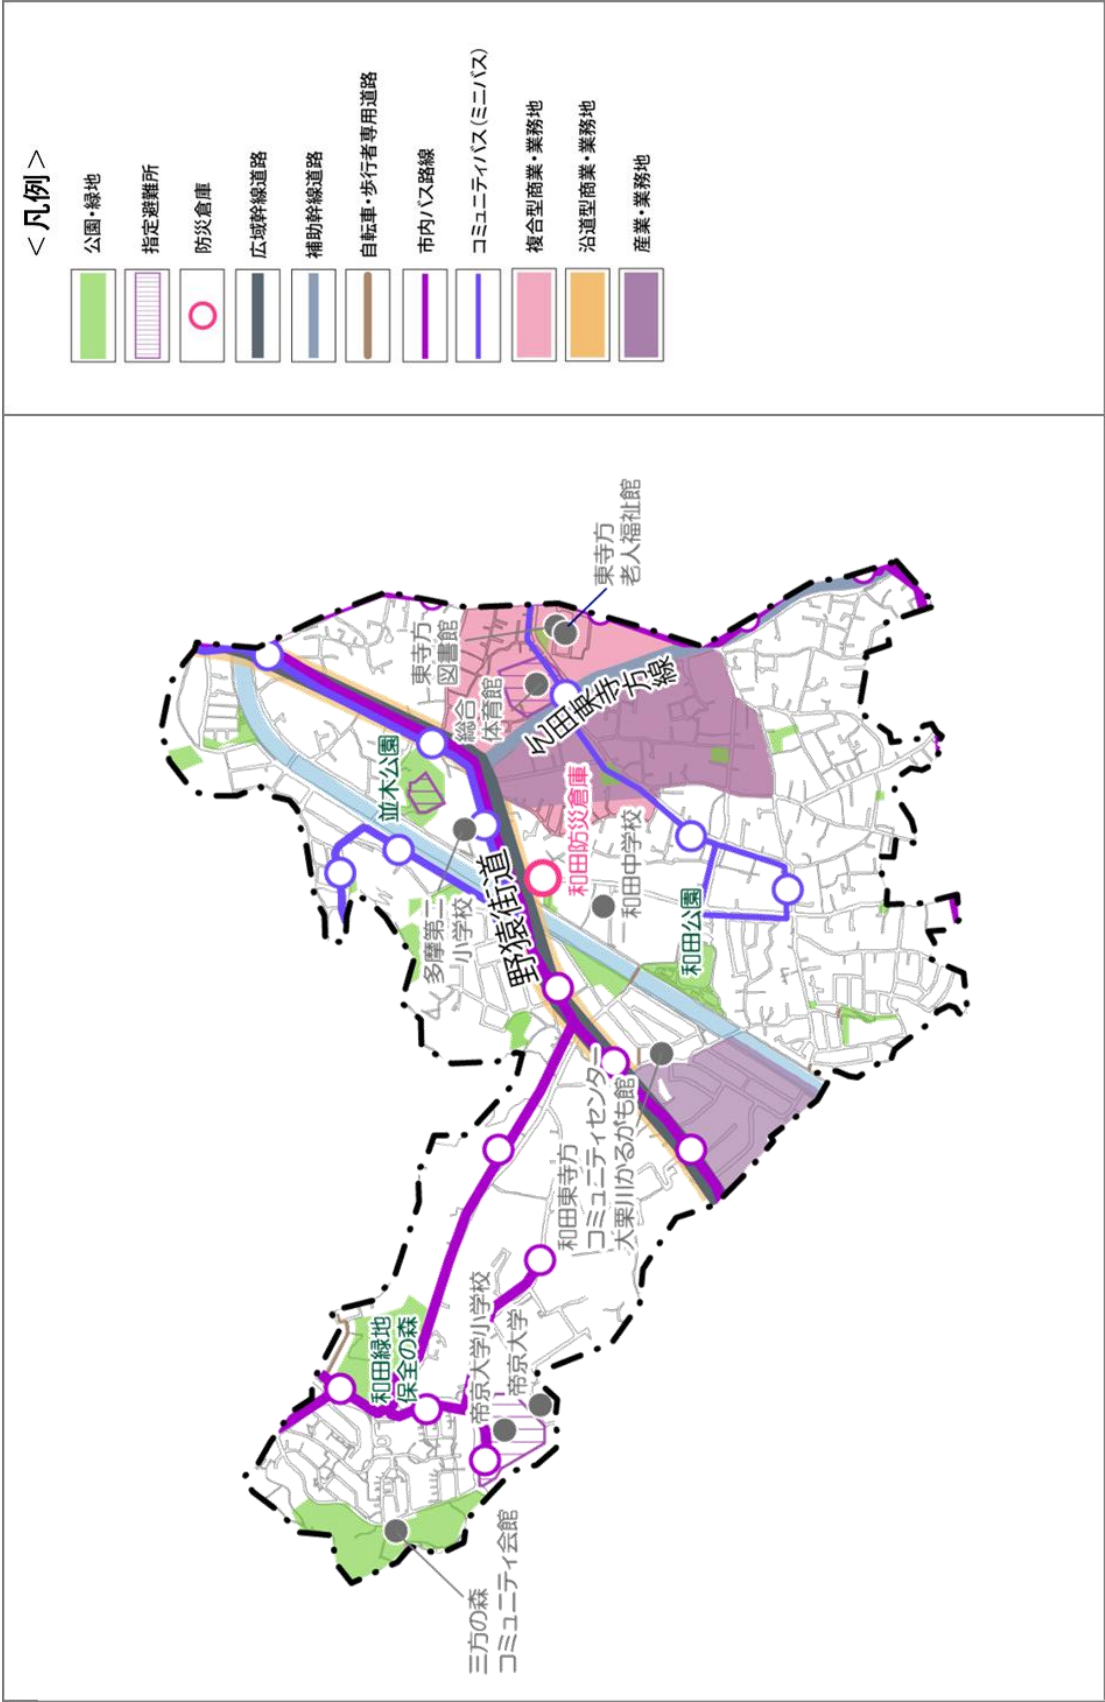 三方の森
コミュニティ会館
和田緑地
保全の森
帝京大学小学校
帝京大学
和田東寺方
コミュニティセンター
大栗川かるがも館
多摩第二
小学校
野猿街道
和田公園
和田中学校
和田防災倉庫
並木公園
総合
体育館
乞田東寺方線
東寺方
図書館
東寺方
老人福祉館
＜凡例＞
公園・緑地
指定避難所
防災倉庫
広域幹線道路
補助幹線道路
自転車・歩行者専用道路
市内バス路線
コミュニティバス（ミニバス）
複合型商業・業務地
沿道型商業・業務地
産業・業務地